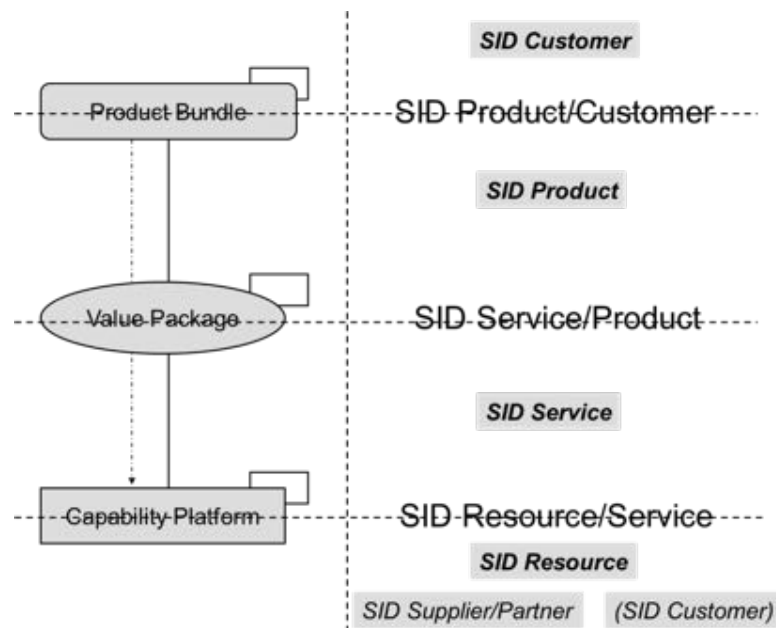 SID Customer
Product Bundle
SID Product/Customer
SID Product
Value Package
SID Service/Product
SID Service
Capability Platform
SID Resource/Service
SID Resource
SID Supplier/Partner
(SID Customer)